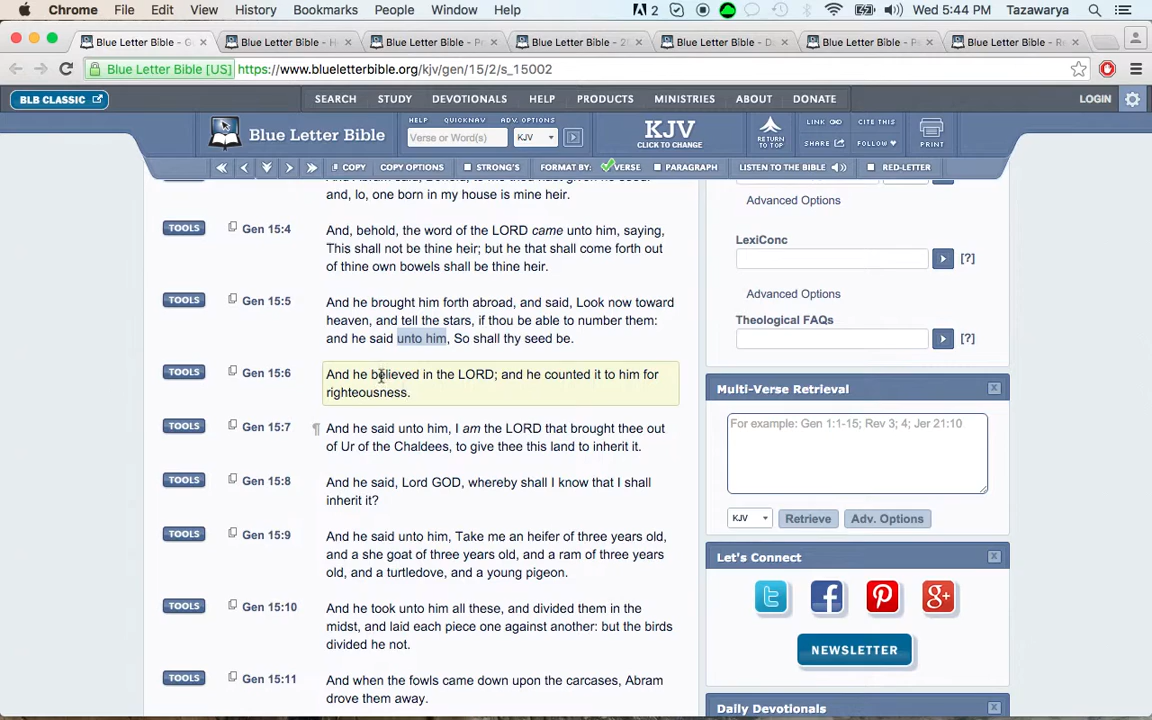 Chrome File Edit View History Bookmarks People Window Help 2 Wed 5:44 PM Tazawarya
Blue Letter Bible - G Blue Letter Bible - H Blue Letter Bible - P Blue Letter Bible - 2 Blue Letter Bible - D Blue Letter Bible - P Blue Letter Bible - R
Blue Letter Bible [US] https://www.blueletterbible.org/kjv/gen/15/2/s_15002
BLB CLASSIC SEARCH STUDY DEVOTIONALS HELP PRODUCTS MINISTRIES ABOUT DONATE LOGIN
HELP QUICKNAV ADV. OPTIONS
Blue Letter Bible Verse or Word(s) KJV
KJV
CLICK TO CHANGE
RETURN TO TOP
LINK CITE THIS
SHARE FOLLOW
PRINT
COPY COPY OPTIONS STRONG'S FORMAT BY: VERSE PARAGRAPH LISTEN TO THE BIBLE RED-LETTER
and, lo, one born in my house is mine heir.
TOOLS Gen 15:4 And, behold, the word of the LORD came unto him, saying,
This shall not be thine heir; but he that shall come forth out
of thine own bowels shall be thine heir.
TOOLS Gen 15:5 And he brought him forth abroad, and said, Look now toward
heaven, and tell the stars, if thou be able to number them:
and he said unto him, So shall thy seed be.
TOOLS Gen 15:6 And he believed in the LORD; and he counted it to him for
righteousness.
TOOLS Gen 15:7 ¶ And he said unto him, I am the LORD that brought thee out
of Ur of the Chaldees, to give thee this land to inherit it.
TOOLS Gen 15:8 And he said, Lord GOD, whereby shall I know that I shall
inherit it?
TOOLS Gen 15:9 And he said unto him, Take me an heifer of three years old,
and a she goat of three years old, and a ram of three years
old, and a turtledove, and a young pigeon.
TOOLS Gen 15:10 And he took unto him all these, and divided them in the
midst, and laid each piece one against another: but the birds
divided he not.
TOOLS Gen 15:11 And when the fowls came down upon the carcases, Abram
drove them away.
Advanced Options
LexiConc
[?]
Advanced Options
Theological FAQs
[?]
Multi-Verse Retrieval
For example: Gen 1:1-15; Rev 3; 4; Jer 21:10
KJV Retrieve Adv. Options
Let's Connect
NEWSLETTER
Daily Devotionals